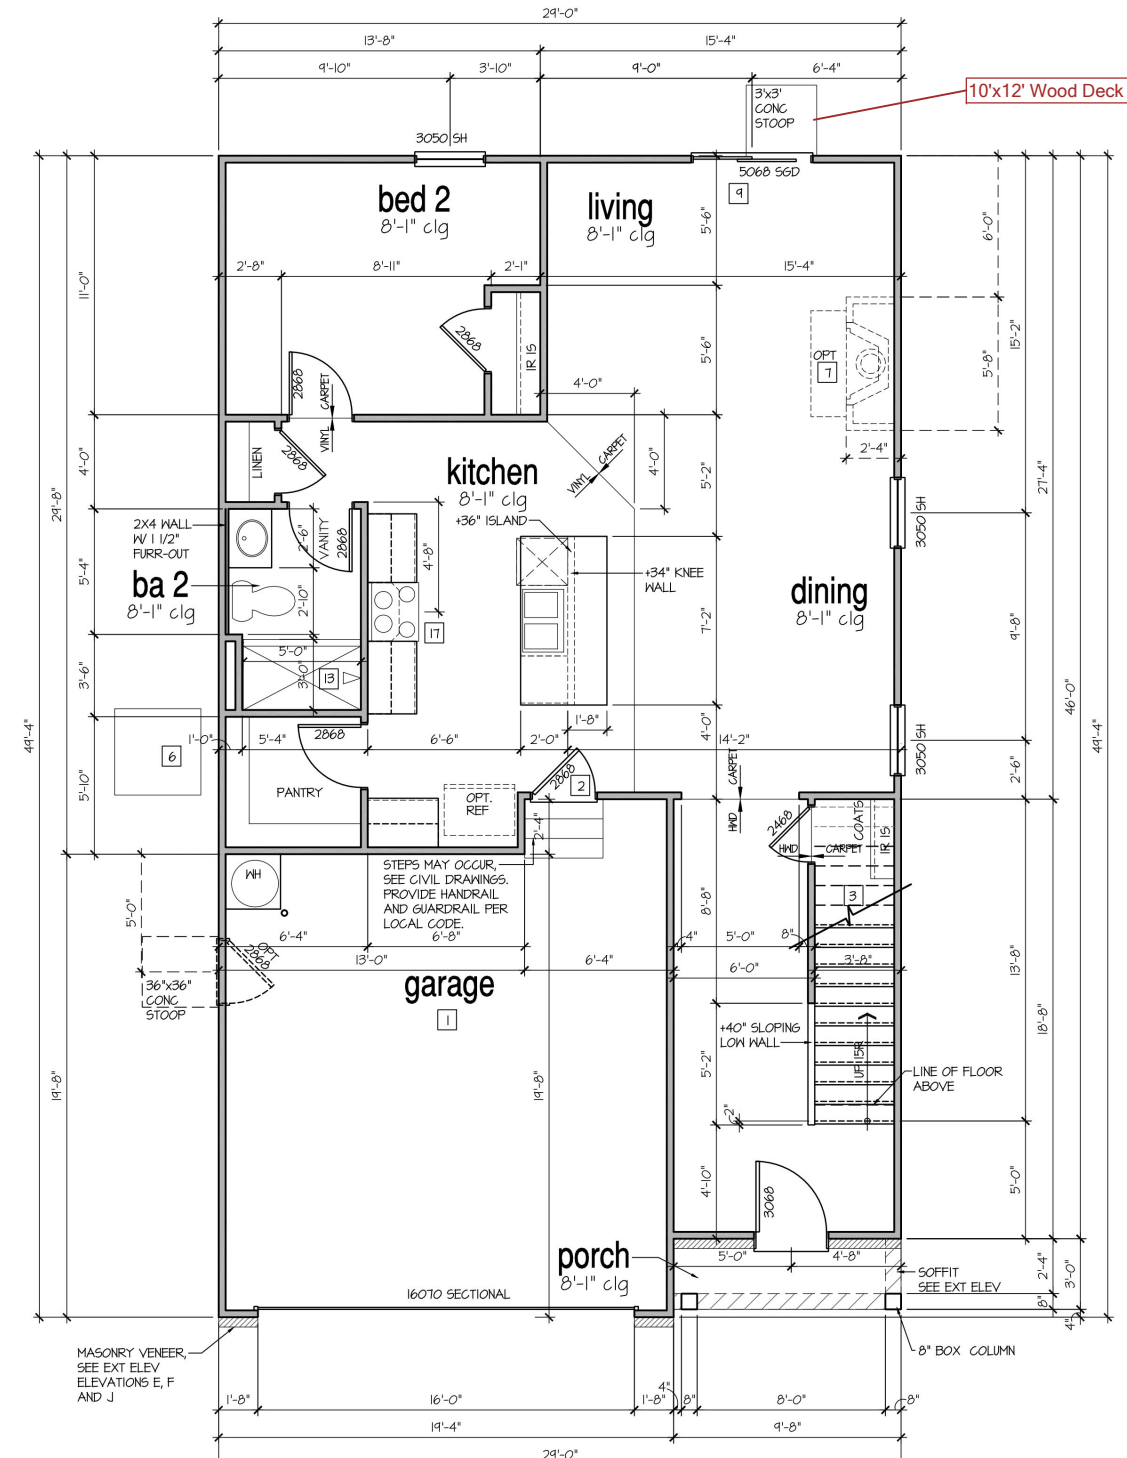 29'-0"
13'-8"
15'-4"
9'-10"
3'-10"
9'-0"
6'-4"
10'x12' Wood Deck
3'x3'
CONC
STOOP
3050 SH
5068 SGD
9
bed 2
8'-1" clg
living
8'-1" clg
5'-6"
6'-0"
2'-8"
8'-11"
2'-1"
15'-4"
11'-0"
2868
IR 1S
5'-6"
OPT
7
5'-8"
15'-2"
2868
CARPET
VINYL
4'-0"
2'-4"
LINEN
2868
4'-0"
kitchen
8'-1" clg
VINYL
CARPET
4'-0"
5'-2"
27'-4"
29'-8"
+36" ISLAND
3050 SH
2X4 WALL
W/ 1 1/2"
FURR-OUT
2'-6"
VANITY
2868
4'-8"
5'-4"
ba 2
8'-1" clg
2'-10"
+34" KNEE
WALL
dining
8'-1" clg
17
7'-2"
9'-8"
5'-0"
3'-0"
13
3'-6"
46'-0"
49'-4"
49'-4"
6
1'-0"
5'-4"
2868
6'-6"
2'-0"
1'-8"
4'-0"
14'-2"
3050 SH
2'-6"
5'-10"
PANTRY
OPT.
REF
2868
2
CARPET
HWD
2'-4"
2468
COATS
IR 1S
HWD
CARPET
3
STEPS MAY OCCUR,
SEE CIVIL DRAWINGS.
PROVIDE HANDRAIL
AND GUARDRAIL PER
LOCAL CODE.
WH
5'-0"
8'-8"
6'-4"
6'-8"
4"
5'-0"
8"
OPT
2868
13'-0"
6'-4"
6'-0"
3'-8"
13'-8"
36"x36"
CONC
STOOP
garage
1
+40" SLOPING
LOW WALL
UP 15R
18'-8"
LINE OF FLOOR
ABOVE
19'-8"
19'-8"
5'-2"
2"
4'-10"
3068
5'-0"
porch
8'-1" clg
5'-0"
4'-8"
SOFFIT
SEE EXT ELEV
2'-4"
3'-0"
8"
4"
16070 SECTIONAL
MASONRY VENEER,
SEE EXT ELEV
ELEVATIONS E, F
AND J
8" BOX COLUMN
1'-8"
16'-0"
1'-8"
4"
8"
8'-0"
8"
19'-4"
9'-8"
29'-0"